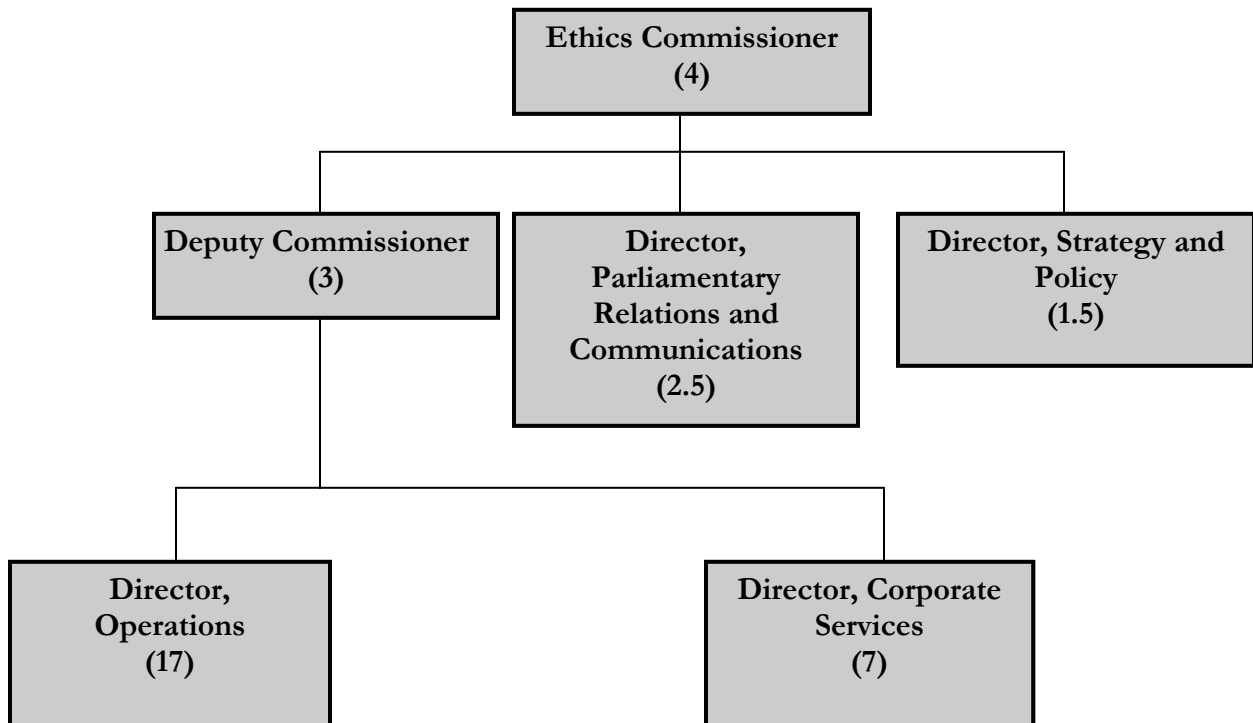 Ethics Commissioner
(4)
Deputy Commissioner
(3)
Director,
Parliamentary
Relations and
Communications
(2.5)
Director, Strategy and
Policy
(1.5)
Director,
Operations
(17)
Director, Corporate
Services
(7)